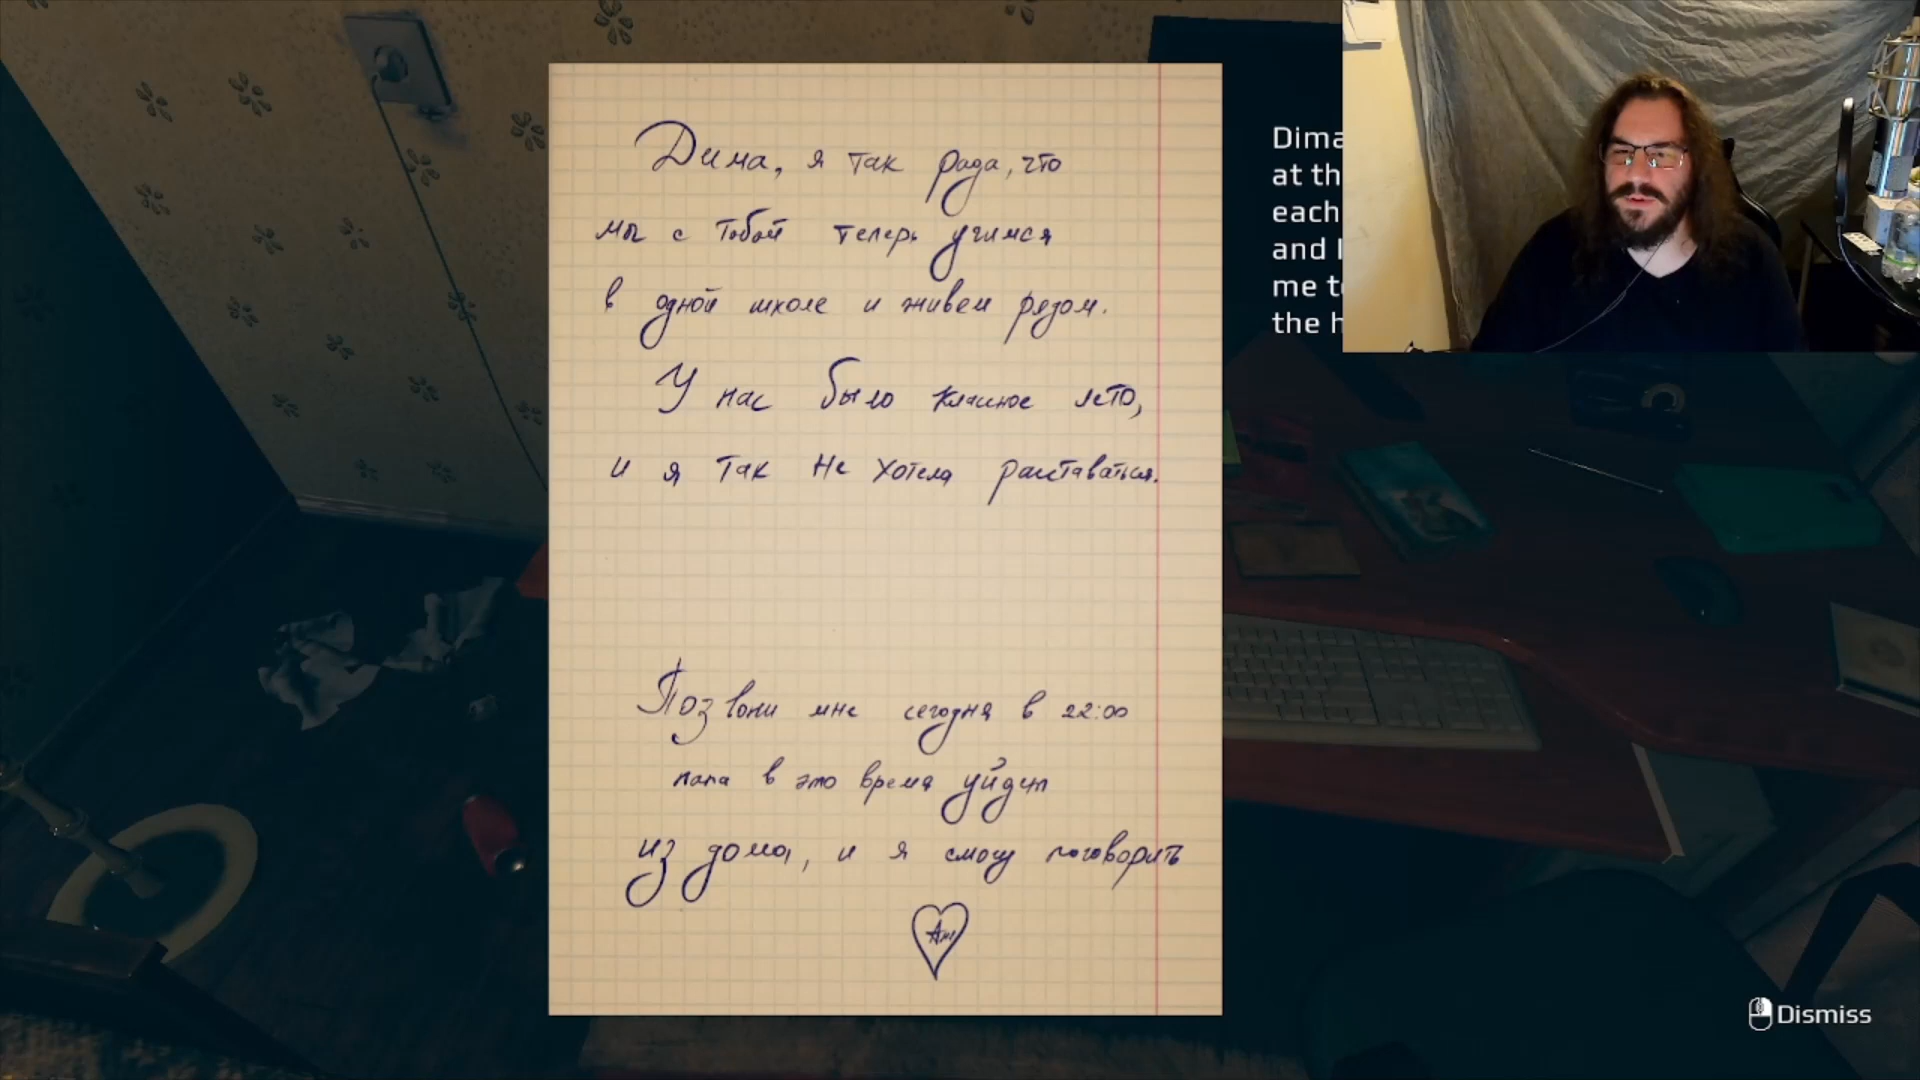 Дима, я так рада, что
мы с тобой теперь учимся
в одной школе и живем рядом.
У нас было классное лето,
и я так не хотела расставаться.
Позвони мне сегодня в 22:00
папа в это время уйдет
из дома, и я смогу поговорить
Аня
Dima
at th
each
and I
me t
the h
Dismiss